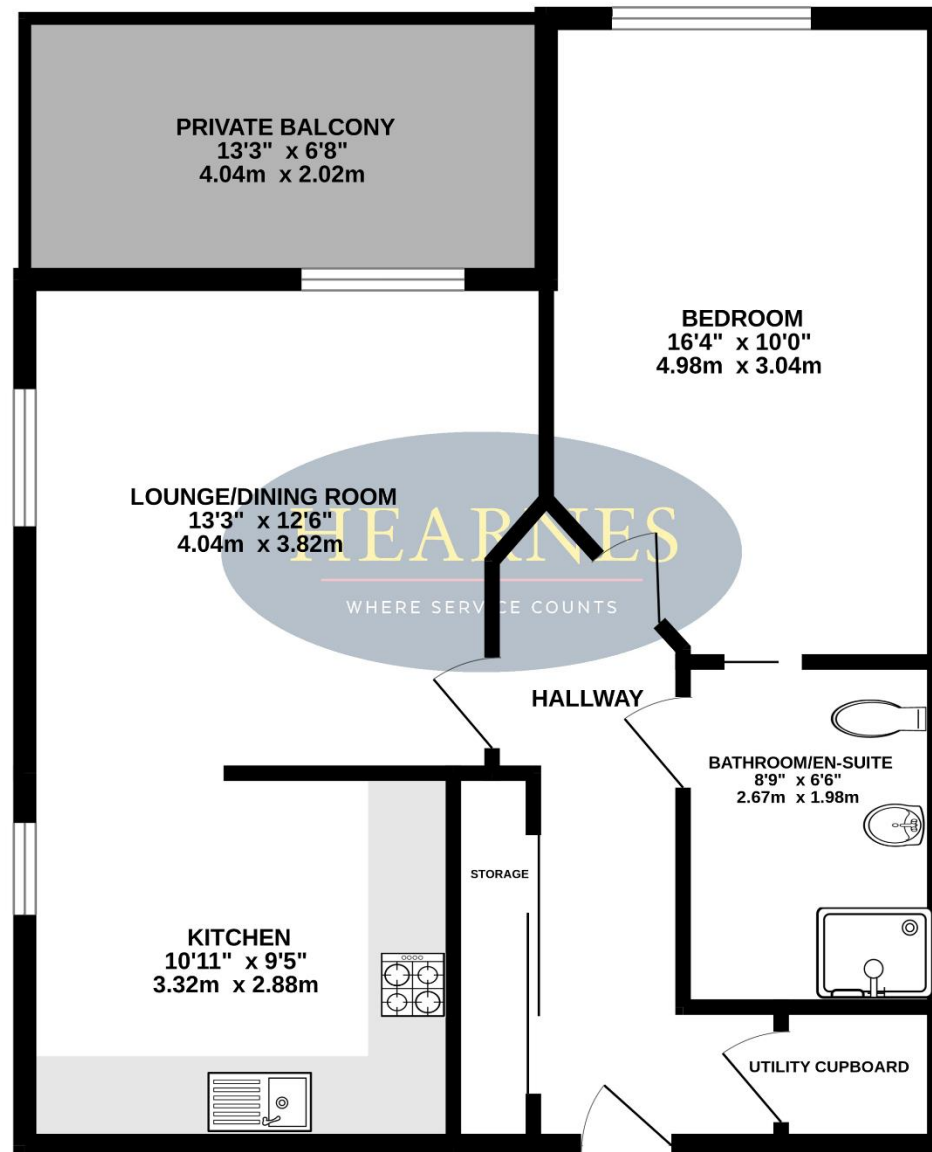 PRIVATE BALCONY
13'3" x 6'8"
4.04m x 2.02m
BEDROOM
16'4" x 10'0"
4.98m x 3.04m
LOUNGE/DINING ROOM
13'3" x 12'6"
4.04m x 3.82m
HEARNES
WHERE SERVICE COUNTS
HALLWAY
BATHROOM/EN-SUITE
8'9" x 6'6"
2.67m x 1.98m
STORAGE
KITCHEN
10'11" x 9'5"
3.32m x 2.88m
UTILITY CUPBOARD